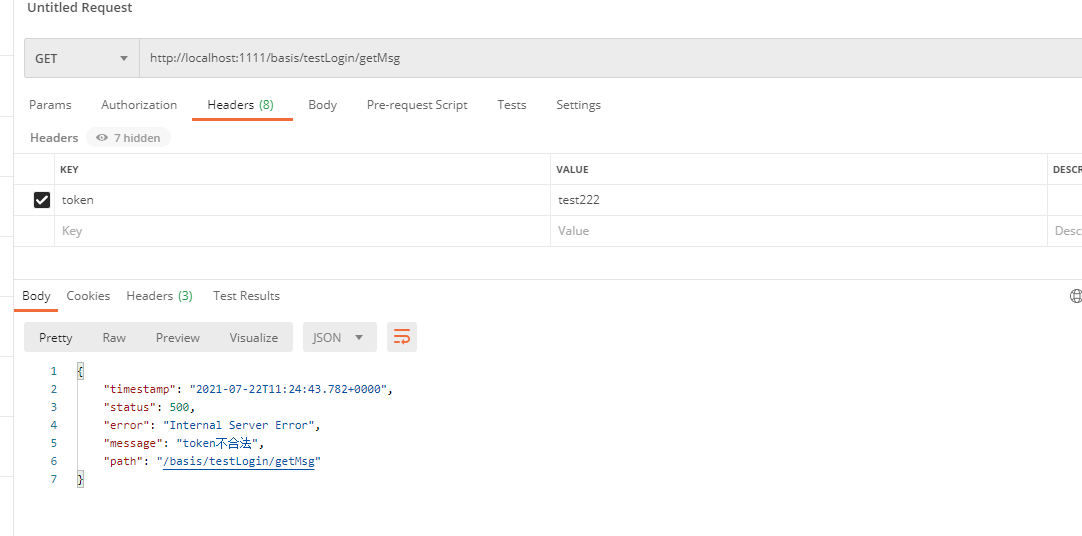 Untitled Request
GET http://localhost:1111/basis/testLogin/getMsg
Params Authorization Headers (8) Body Pre-request Script Tests Settings
Headers 7 hidden
KEY VALUE DESCR
token test222
Key Value Desc
Body Cookies Headers (3) Test Results
Pretty Raw Preview Visualize JSON
1 {
2 "timestamp": "2021-07-22T11:24:43.782+0000",
3 "status": 500,
4 "error": "Internal Server Error",
5 "message": "token不合法",
6 "path": "/basis/testLogin/getMsg"
7 }